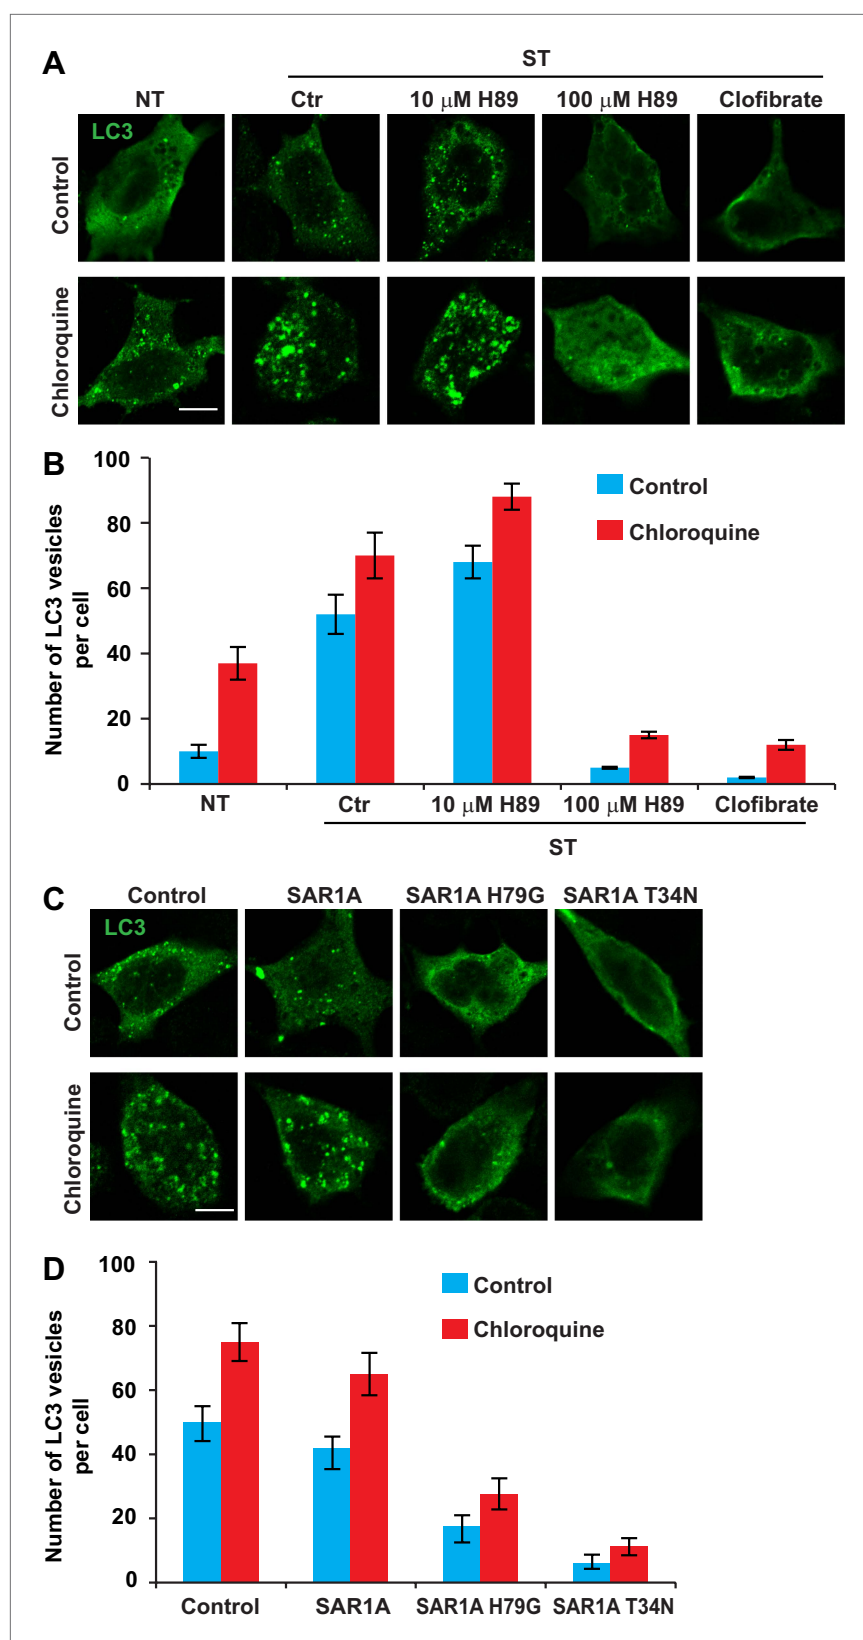 A
ST
NT Ctr 10 μM H89 100 μM H89 Clofibrate
LC3
Control
Chloroquine
B
Number of LC3 vesicles
per cell
100
80
60
40
20
0
Control
Chloroquine
NT Ctr 10 μM H89 100 μM H89 Clofibrate
ST
C
Control SAR1A SAR1A H79G SAR1A T34N
LC3
Control
Chloroquine
D
Number of LC3 vesicles
per cell
100
80
60
40
20
0
Control
Chloroquine
Control SAR1A SAR1A H79G SAR1A T34N